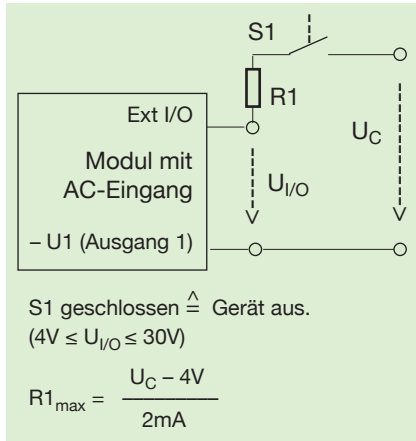 S1
R1
Ext I/O
U_C
Modul mit
AC-Eingang
U_I/O
– U1 (Ausgang 1)
S1 geschlossen ≙ Gerät aus.
(4V ≤ U_I/O ≤ 30V)
R1_max = (U_C – 4V) / 2mA